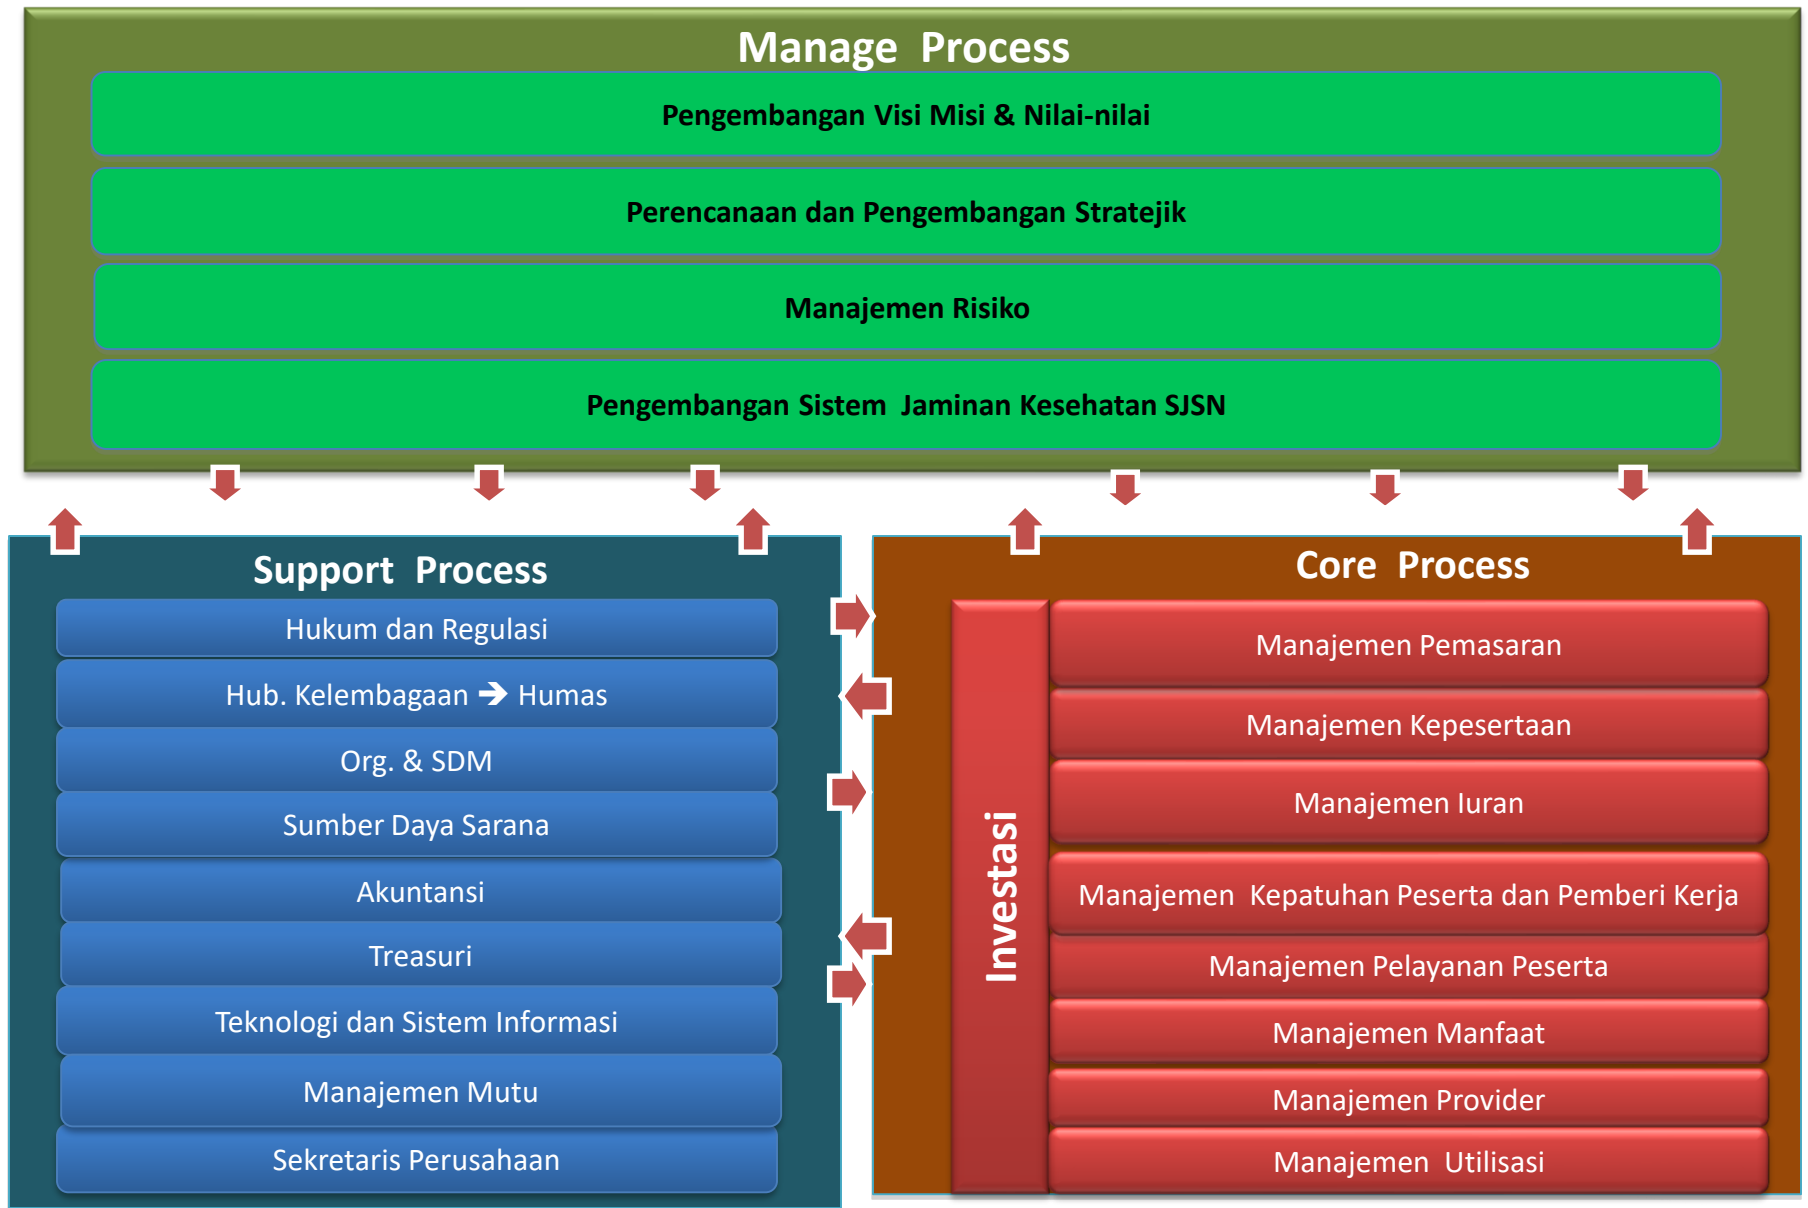 Manage Process
Pengembangan Visi Misi & Nilai-nilai
Perencanaan dan Pengembangan Stratejik
Manajemen Risiko
Pengembangan Sistem Jaminan Kesehatan SJSN
Support Process
Hukum dan Regulasi
Hub. Kelembagaan ➔ Humas
Org. & SDM
Sumber Daya Sarana
Akuntansi
Treasuri
Teknologi dan Sistem Informasi
Manajemen Mutu
Sekretaris Perusahaan
Core Process
Investasi
Manajemen Pemasaran
Manajemen Kepesertaan
Manajemen Iuran
Manajemen Kepatuhan Peserta dan Pemberi Kerja
Manajemen Pelayanan Peserta
Manajemen Manfaat
Manajemen Provider
Manajemen Utilisasi